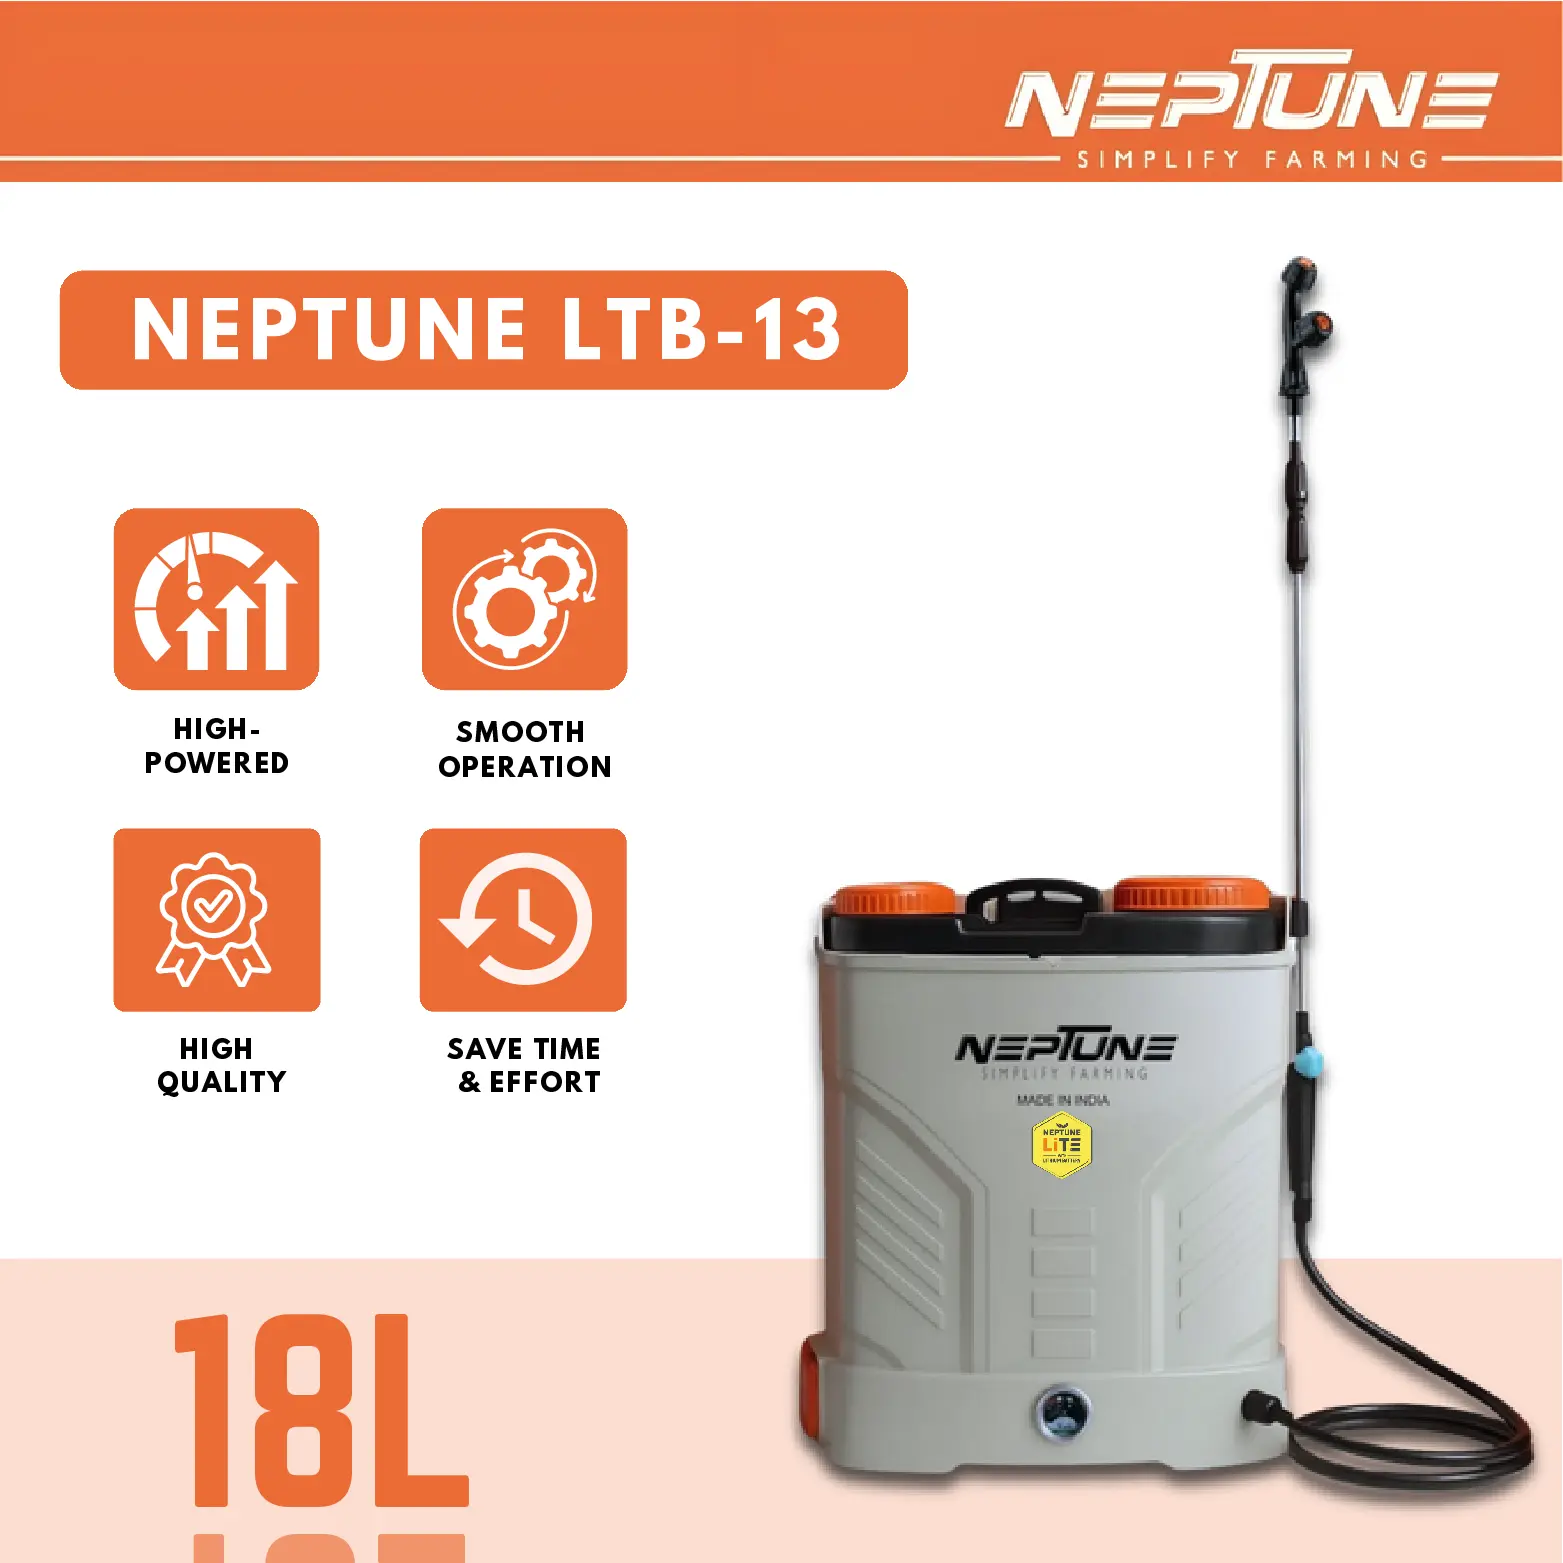 NEPTUNE
SIMPLIFY FARMING
NEPTUNE LTB-13
HIGH-
POWERED
SMOOTH
OPERATION
HIGH
QUALITY
SAVE TIME
& EFFORT
NEPTUNE
SIMPLIFY FARMING
MADE IN INDIA
NEPTUNE
LiTE
18L